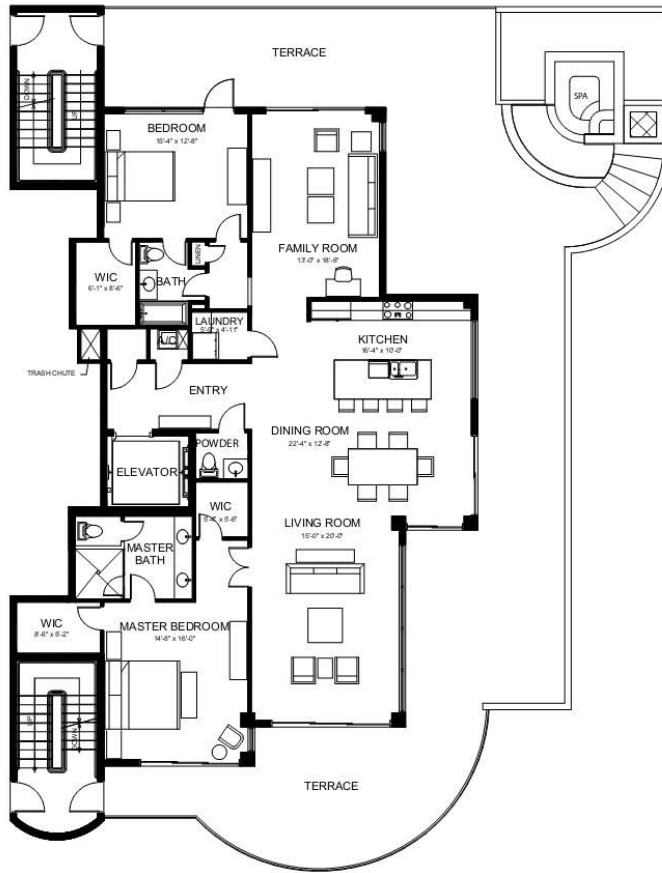 TERRACE
DOWN
UP
SPA
BEDROOM
15'-4" x 12'-8"
FAMILY ROOM
13'-0" x 18'-6"
LINEN
WIC
6'-1" x 8'-6"
BATH
LAUNDRY
A/C
KITCHEN
16'-4" x 10'-0"
TRASH CHUTE
ENTRY
DINING ROOM
22'-4" x 12'-8"
POWDER
ELEVATOR
WIC
LIVING ROOM
15'-0" x 20'-0"
MASTER
BATH
WIC
MASTER BEDROOM
14'-8" x 16'-0"
UP
DOWN
TERRACE